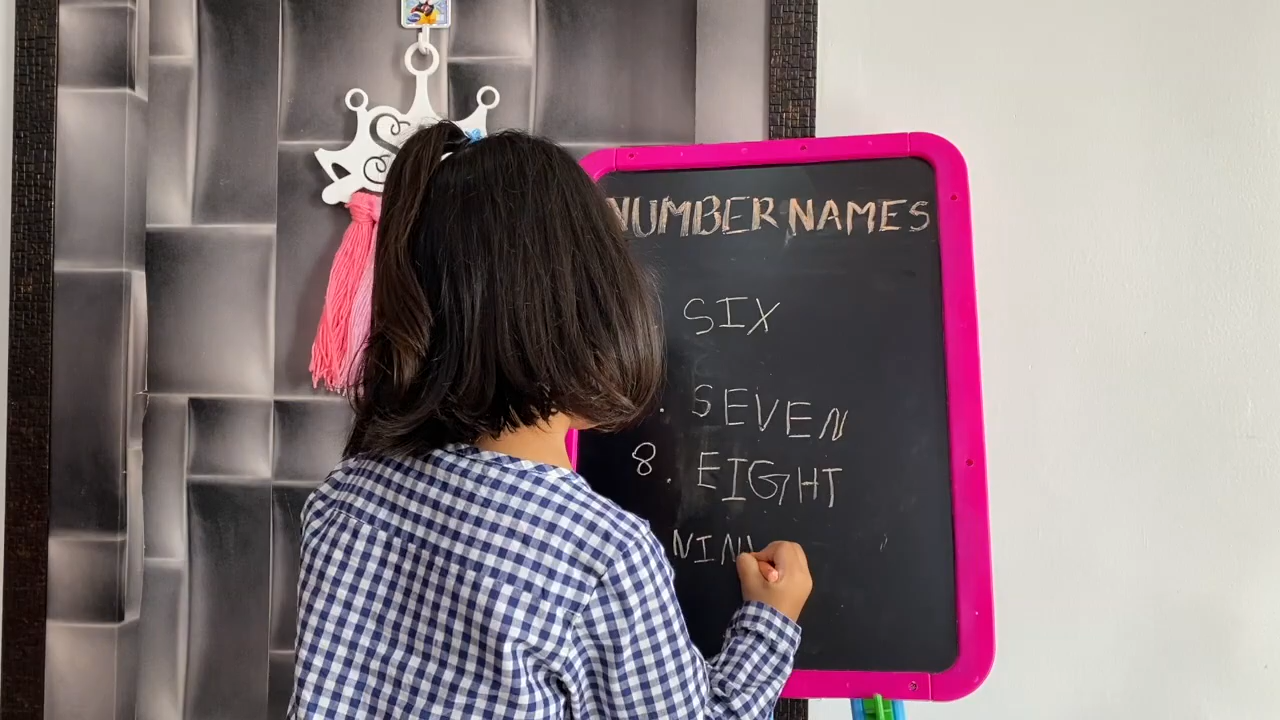 NUMBER NAMES
SIX
. SEVEN
8. EIGHT
NIN